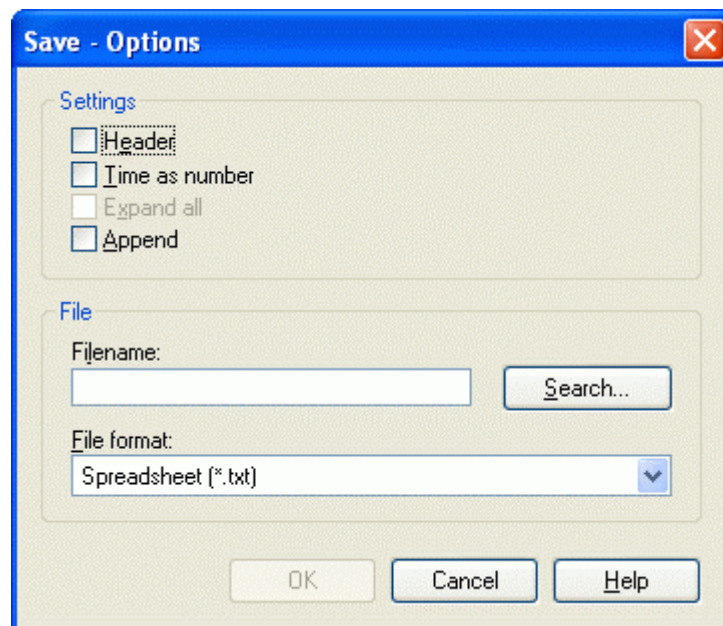 Save - Options
Settings
Header
Time as number
Expand all
Append
File
Filename:
Search...
File format:
Spreadsheet (*.txt)
OK
Cancel
Help